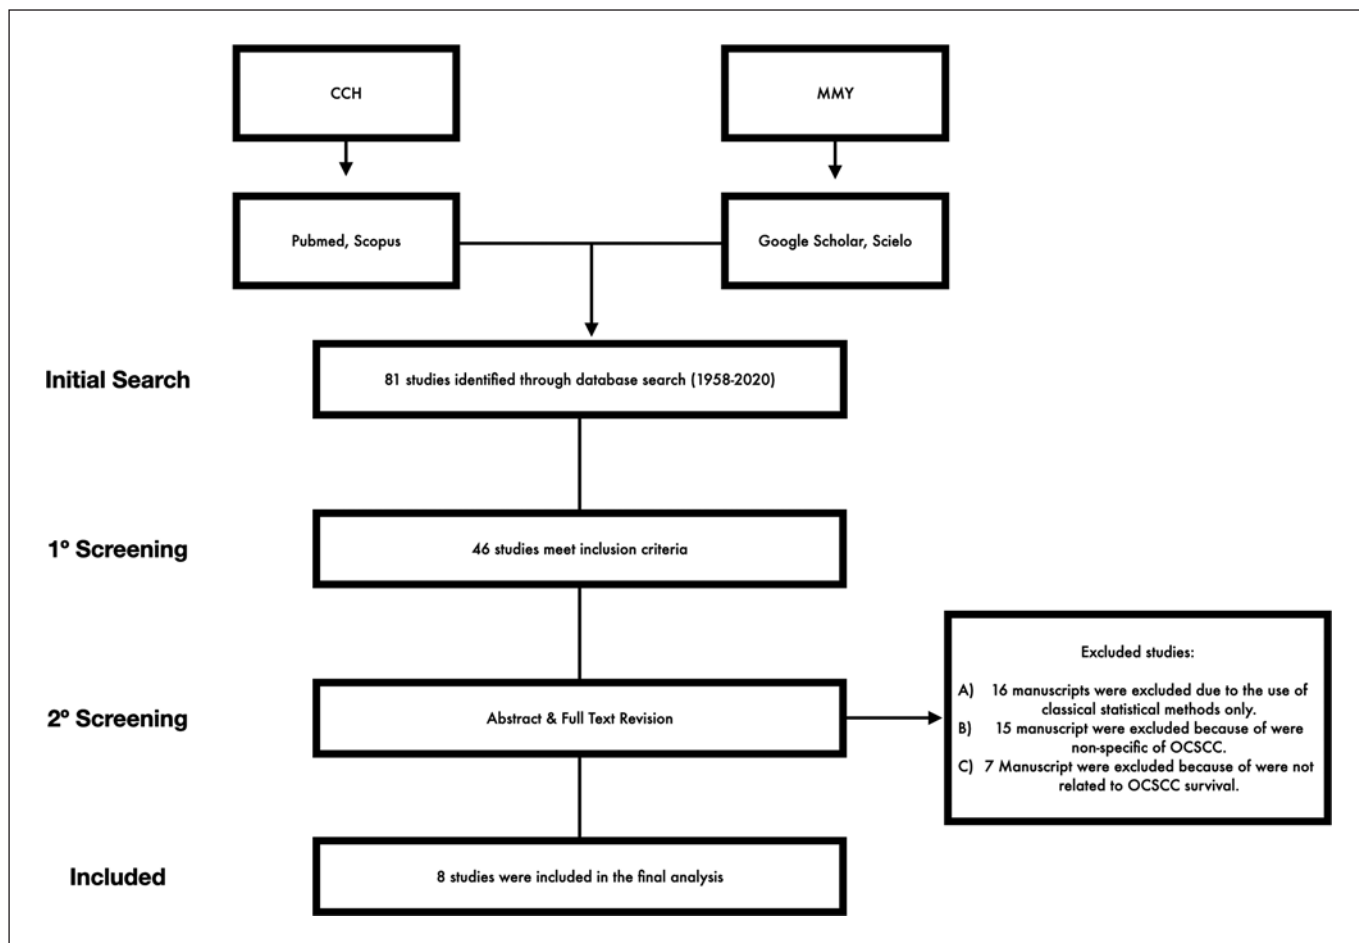 CCH
MMY
Pubmed, Scopus
Google Scholar, Scielo
Initial Search
81 studies identified through database search (1958-2020)
1º Screening
46 studies meet inclusion criteria
2º Screening
Abstract & Full Text Revision
Excluded studies:
A) 16 manuscripts were excluded due to the use of
classical statistical methods only.
B) 15 manuscript were excluded because of were
non-specific of OCSCC.
C) 7 Manuscript were excluded because of were not
related to OCSCC survival.
Included
8 studies were included in the final analysis